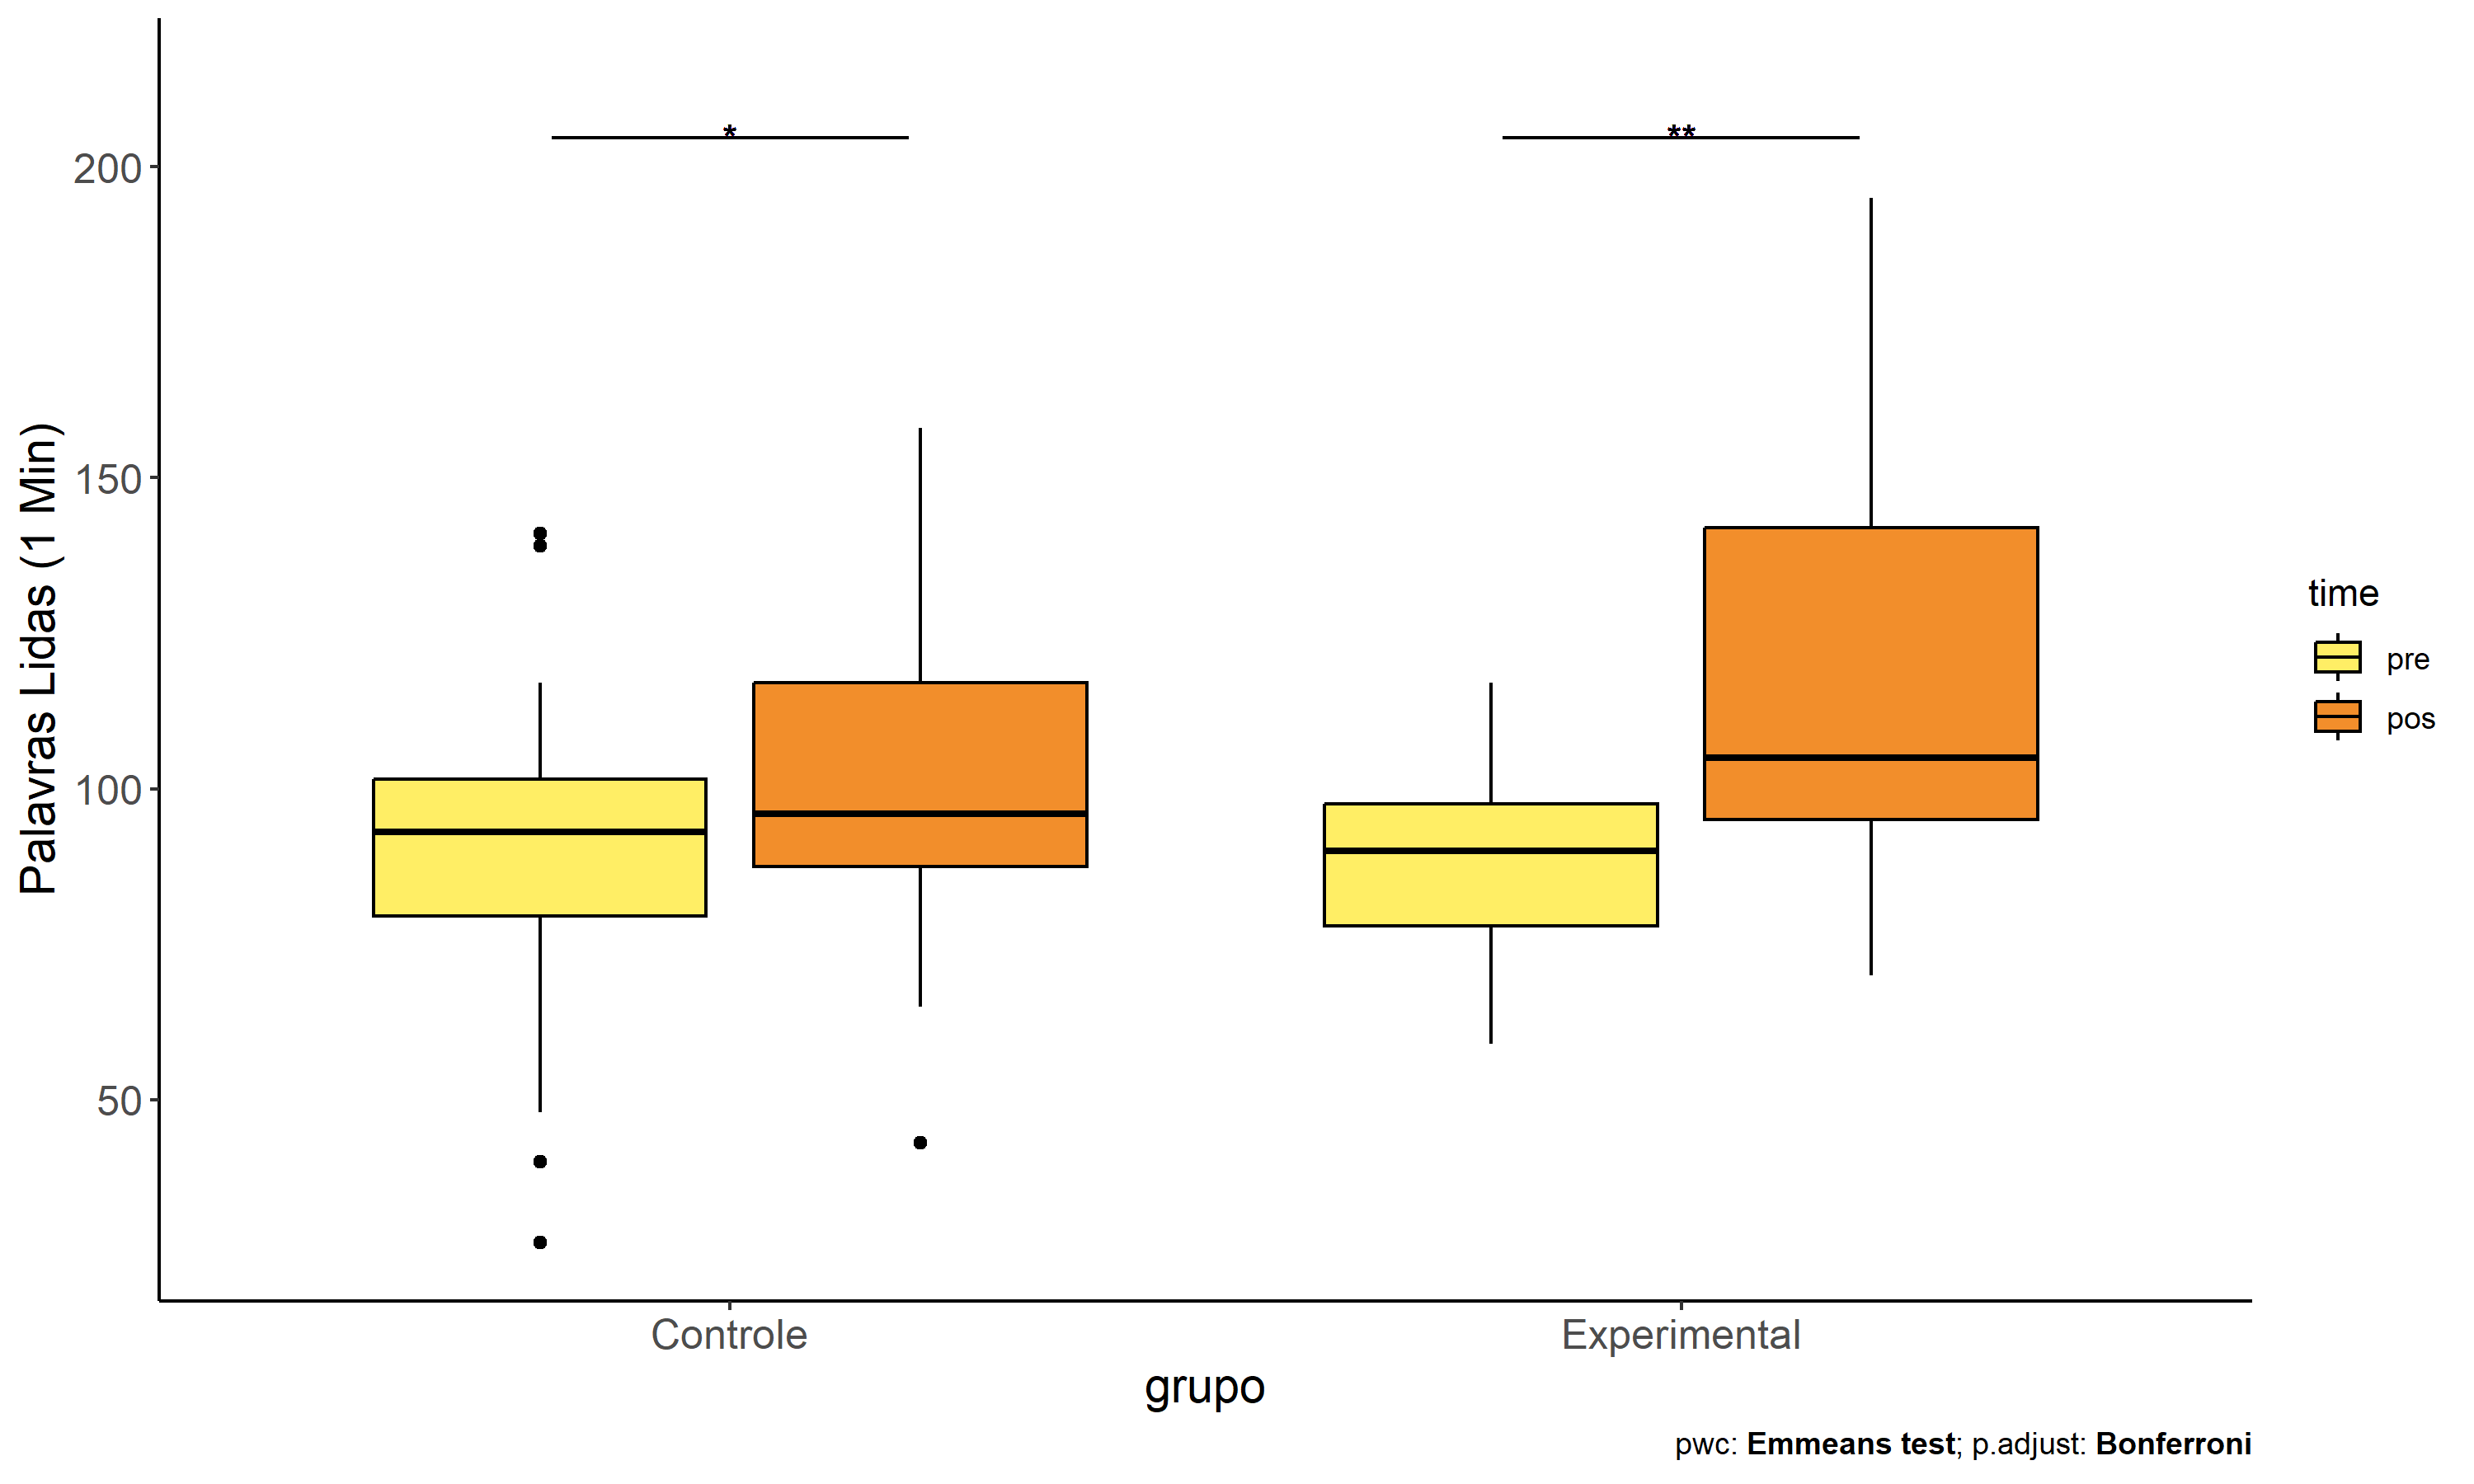 *
**
200
150
100
50
Palavras Lidas (1 Min)
Controle
Experimental
grupo
time
pre
pos
pwc: Emmeans test; p.adjust: Bonferroni